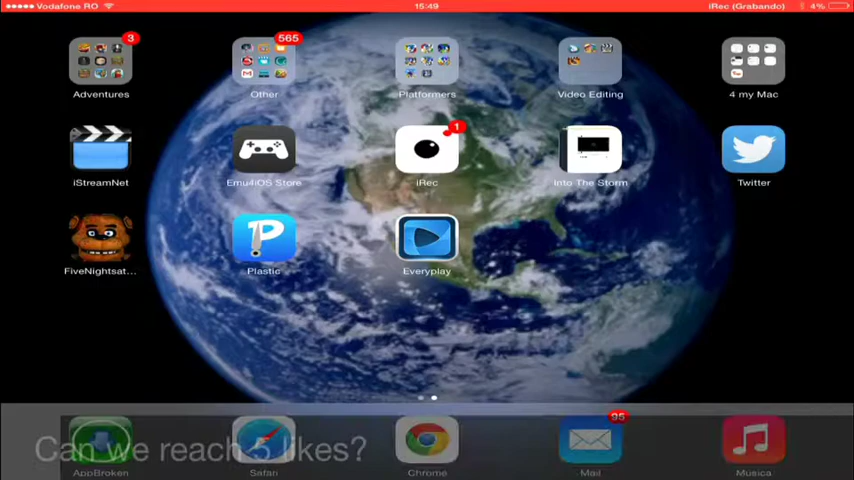 Vodafone RO
15:49
iRec (Grabando)
4%
3
565
Adventures
Other
Platformers
Video Editing
4 my Mac
1
iStreamNet
Emu4iOS Store
iRec
Into The Storm
Twitter
FiveNightsat...
Plastic
Everyplay
95
Can we reach 5 likes?
AppBroken
Safari
Chrome
Mail
Música